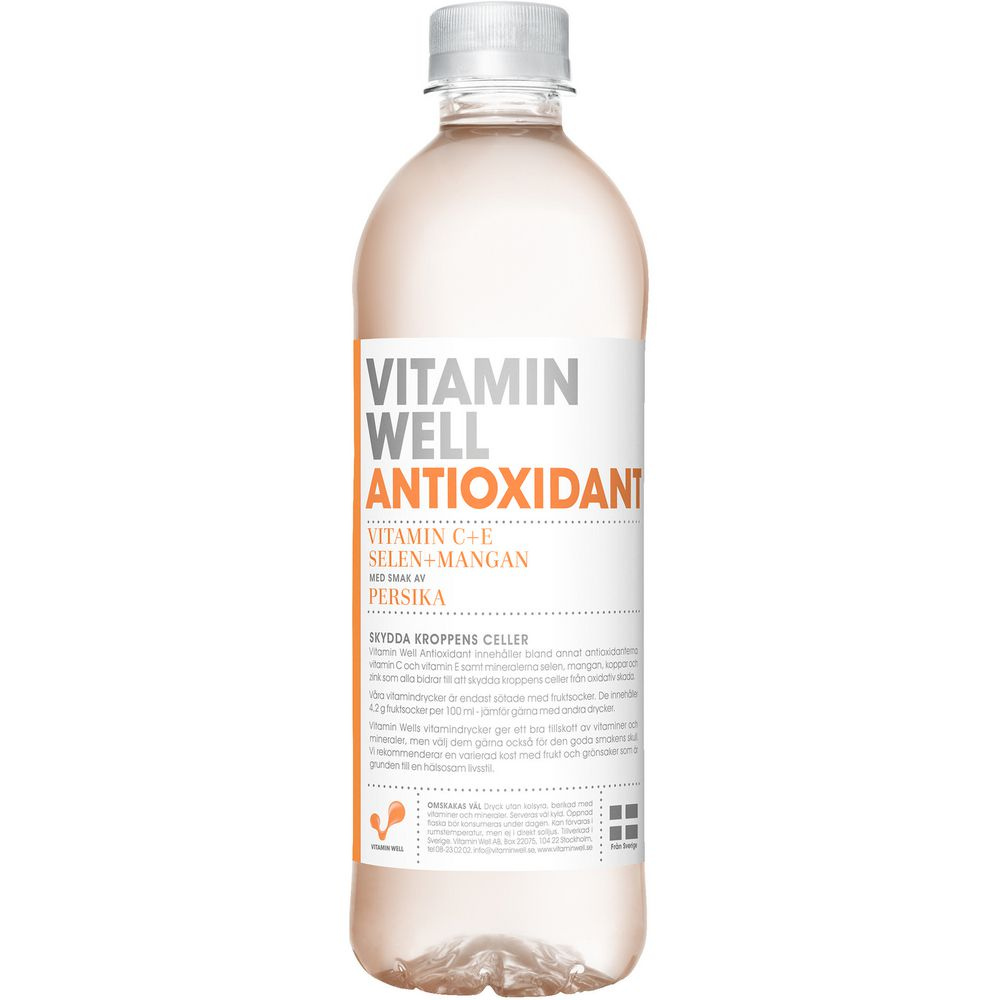 VITAMIN
WELL
ANTIOXIDANT
VITAMIN C+E
SELEN+MANGAN
MED SMAK AV
PERSIKA
SKYDDA KROPPENS CELLER
Vitamin Well Antioxidant innehåller bland annat antioxidanterna
vitamin C och vitamin E samt mineralerna selen, mangan, koppar och
zink som alla bidrar till att skydda kroppens celler från oxidativ skada.
Våra vitamindrycker är endast sötade med fruktsocker. De innehåller
4,2 g fruktsocker per 100 ml - jämför gärna med andra drycker.
Vitamin Wells vitamindrycker ger ett bra tillskott av vitaminer och
mineraler, men välj dem gärna också för den goda smakens skull.
Vi rekommenderar en varierad kost med frukt och grönsaker som är
grunden till en hälsosam livsstil.
VITAMIN WELL
OMSKAKAS VÄL Dryck utan kolsyra, berikad med
vitaminer och mineraler. Serveras väl kyld. Öppnad
flaska bör konsumeras under dagen. Kan förvaras i
rumstemperatur, men ej i direkt solljus. Tillverkad i
Sverige. Vitamin Well AB, Box 22075, 104 22 Stockholm,
tel 08-23 02 02. info@vitaminwell.se, www.vitaminwell.se
Från Sverige